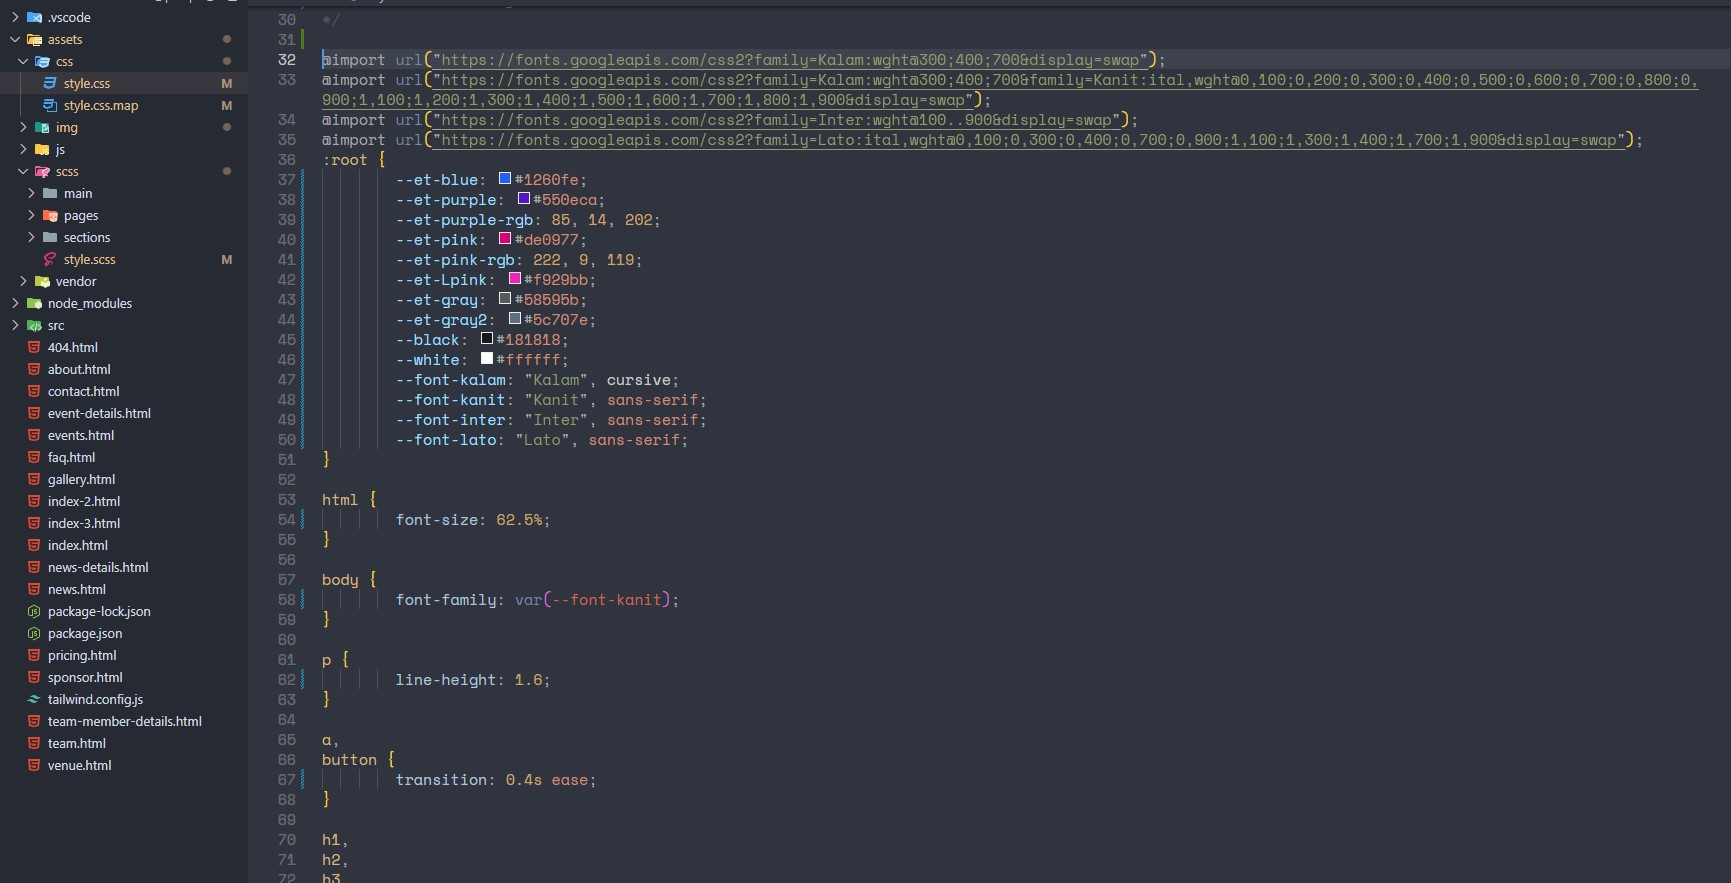 .vscode
assets
css
style.css M
style.css.map M
img
js
scss
main
pages
sections
style.scss M
vendor
node_modules
src
404.html
about.html
contact.html
event-details.html
events.html
faq.html
gallery.html
index-2.html
index-3.html
index.html
news-details.html
news.html
package-lock.json
package.json
pricing.html
sponsor.html
tailwind.config.js
team-member-details.html
team.html
venue.html
30 */
31
32 @import url("https://fonts.googleapis.com/css2?family=Kalam:wght@300;400;700&display=swap");
33 @import url("https://fonts.googleapis.com/css2?family=Kalam:wght@300;400;700&family=Kanit:ital,wght@0,100;0,200;0,300;0,400;0,500;0,600;0,700;0,800;0,
900;1,100;1,200;1,300;1,400;1,500;1,600;1,700;1,800;1,900&display=swap");
34 @import url("https://fonts.googleapis.com/css2?family=Inter:wght@100..900&display=swap");
35 @import url("https://fonts.googleapis.com/css2?family=Lato:ital,wght@0,100;0,300;0,400;0,700;0,900;1,100;1,300;1,400;1,700;1,900&display=swap");
36 :root {
37 --et-blue: #1260fe;
38 --et-purple: #550eca;
39 --et-purple-rgb: 85, 14, 202;
40 --et-pink: #de0977;
41 --et-pink-rgb: 222, 9, 119;
42 --et-Lpink: #f929bb;
43 --et-gray: #58595b;
44 --et-gray2: #5c707e;
45 --black: #181818;
46 --white: #ffffff;
47 --font-kalam: "Kalam", cursive;
48 --font-kanit: "Kanit", sans-serif;
49 --font-inter: "Inter", sans-serif;
50 --font-lato: "Lato", sans-serif;
51 }
52
53 html {
54 font-size: 62.5%;
55 }
56
57 body {
58 font-family: var(--font-kanit);
59 }
60
61 p {
62 line-height: 1.6;
63 }
64
65 a,
66 button {
67 transition: 0.4s ease;
68 }
69
70 h1,
71 h2,
72 h3